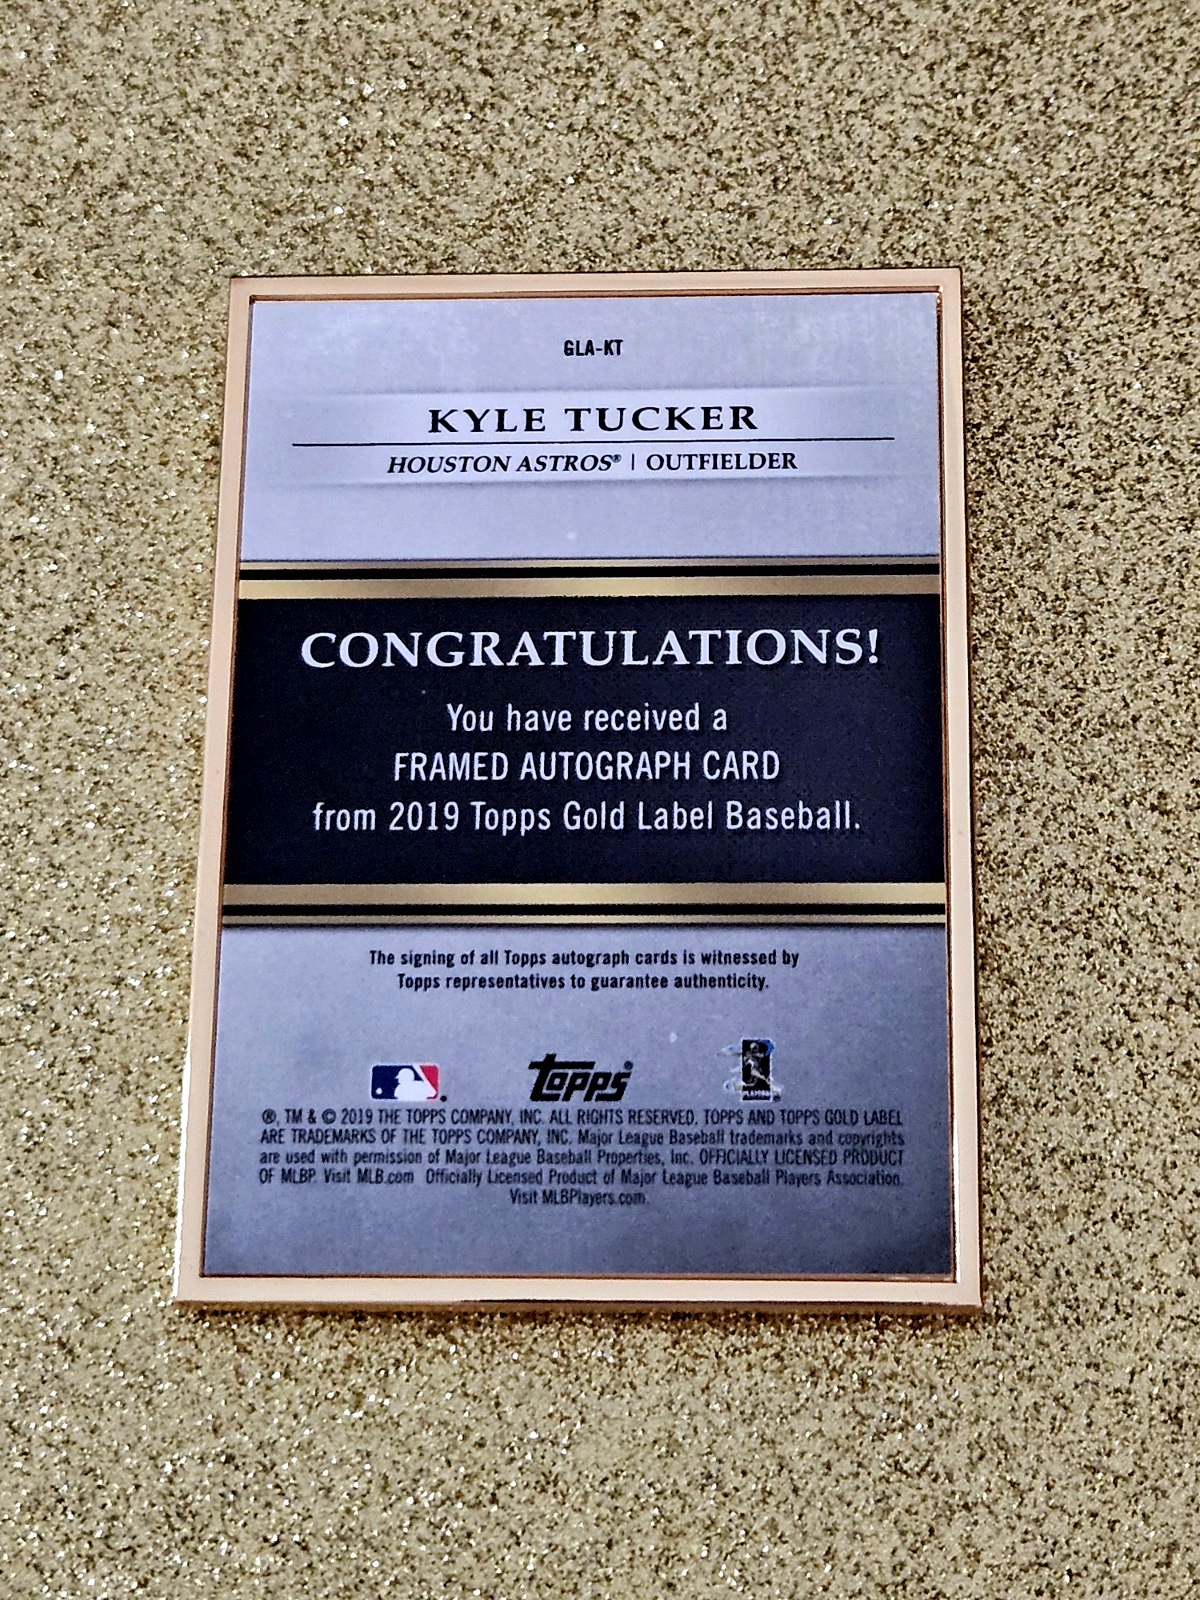 GLA-KT
KYLE TUCKER
HOUSTON ASTROS® | OUTFIELDER
CONGRATULATIONS!
You have received a
FRAMED AUTOGRAPH CARD
from 2019 Topps Gold Label Baseball.
The signing of all Topps autograph cards is witnessed by
Topps representatives to guarantee authenticity.
topps®
PLAYERS
®, TM & © 2019 THE TOPPS COMPANY, INC. ALL RIGHTS RESERVED. TOPPS AND TOPPS GOLD LABEL
ARE TRADEMARKS OF THE TOPPS COMPANY, INC. Major League Baseball trademarks and copyrights
are used with permission of Major League Baseball Properties, Inc. OFFICIALLY LICENSED PRODUCT
OF MLBP. Visit MLB.com Officially Licensed Product of Major League Baseball Players Association.
Visit MLBPlayers.com.